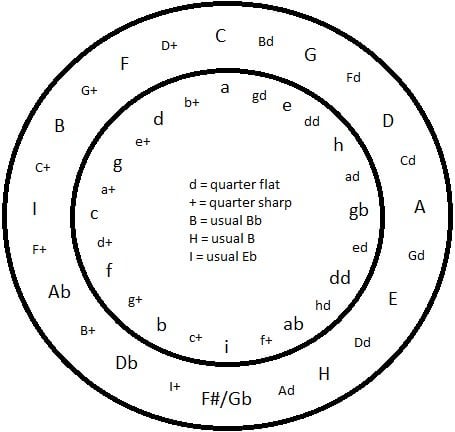 C
Bd
G
Fd
D
Cd
A
Gd
E
Dd
H
Ad
F#/Gb
I+
Db
B+
Ab
F+
I
C+
B
G+
F
D+
a
gd
e
dd
h
ad
gb
ed
dd
hd
ab
f+
i
c+
b
g+
f
d+
c
a+
g
e+
d
b+
d = quarter flat
+ = quarter sharp
B = usual Bb
H = usual B
I = usual Eb